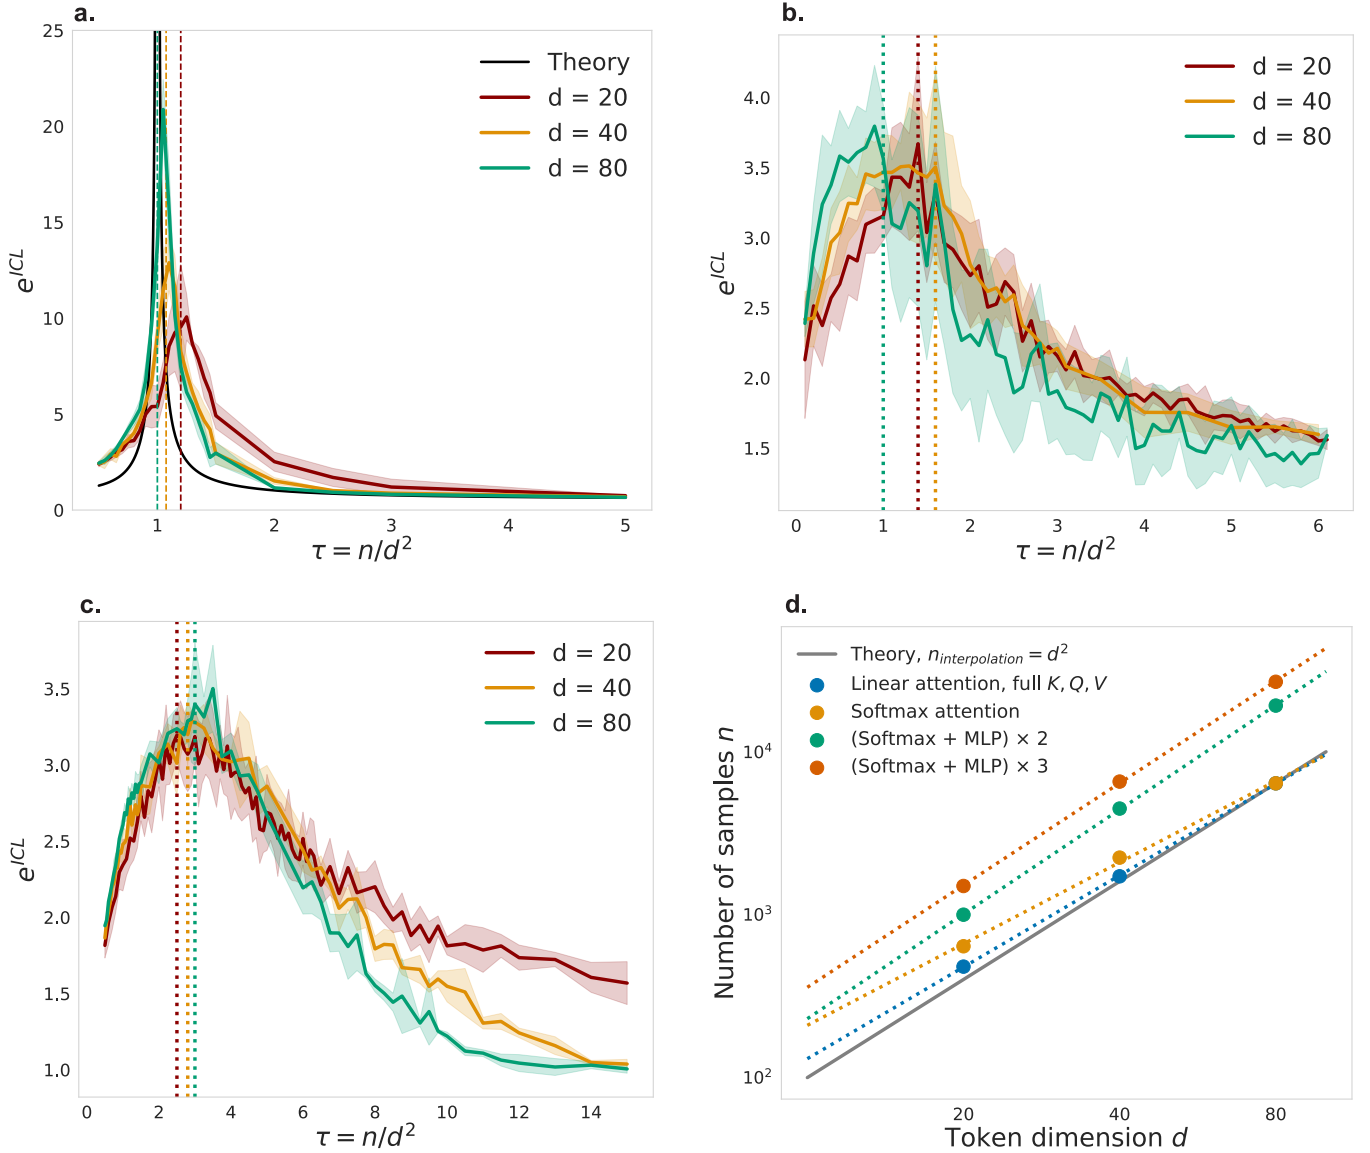 a.
25
20
15
10
5
0
e^{ICL}
Theory
d = 20
d = 40
d = 80
1 2 3 4 5
τ = n/d²
b.
4.0
3.5
3.0
2.5
2.0
1.5
e^{ICL}
d = 20
d = 40
d = 80
0 1 2 3 4 5 6
τ = n/d²
c.
3.5
3.0
2.5
2.0
1.5
1.0
e^{ICL}
d = 20
d = 40
d = 80
0 2 4 6 8 10 12 14
τ = n/d²
d.
Theory, n_{interpolation} = d²
Linear attention, full K, Q, V
Softmax attention
(Softmax + MLP) × 2
(Softmax + MLP) × 3
10⁴
10³
10²
Number of samples n
20 40 80
Token dimension d